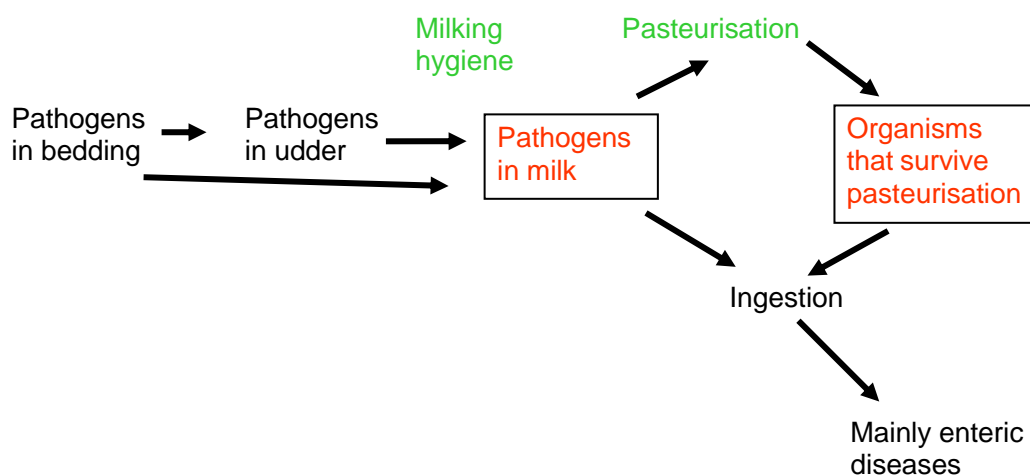 Milking
hygiene
Pasteurisation
Pathogens
in bedding
Pathogens
in udder
Pathogens
in milk
Organisms
that survive
pasteurisation
Ingestion
Mainly enteric
diseases